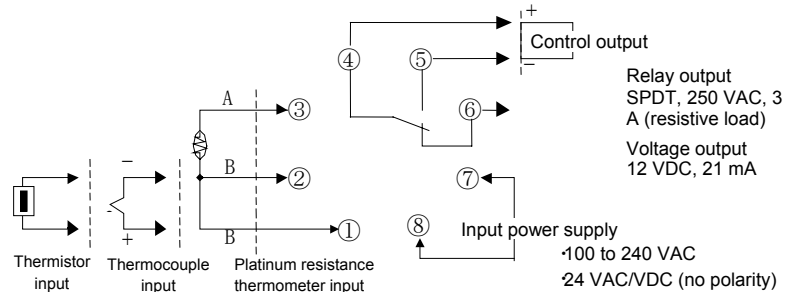 +
④
Control output
⑤
−
Relay output
SPDT, 250 VAC, 3
A (resistive load)
Voltage output
12 VDC, 21 mA
⑥
A
③
−
B
②
⑦
+
B
①
⑧
Input power supply
•100 to 240 VAC
•24 VAC/VDC (no polarity)
Thermistor
input
Thermocouple
input
Platinum resistance
thermometer input